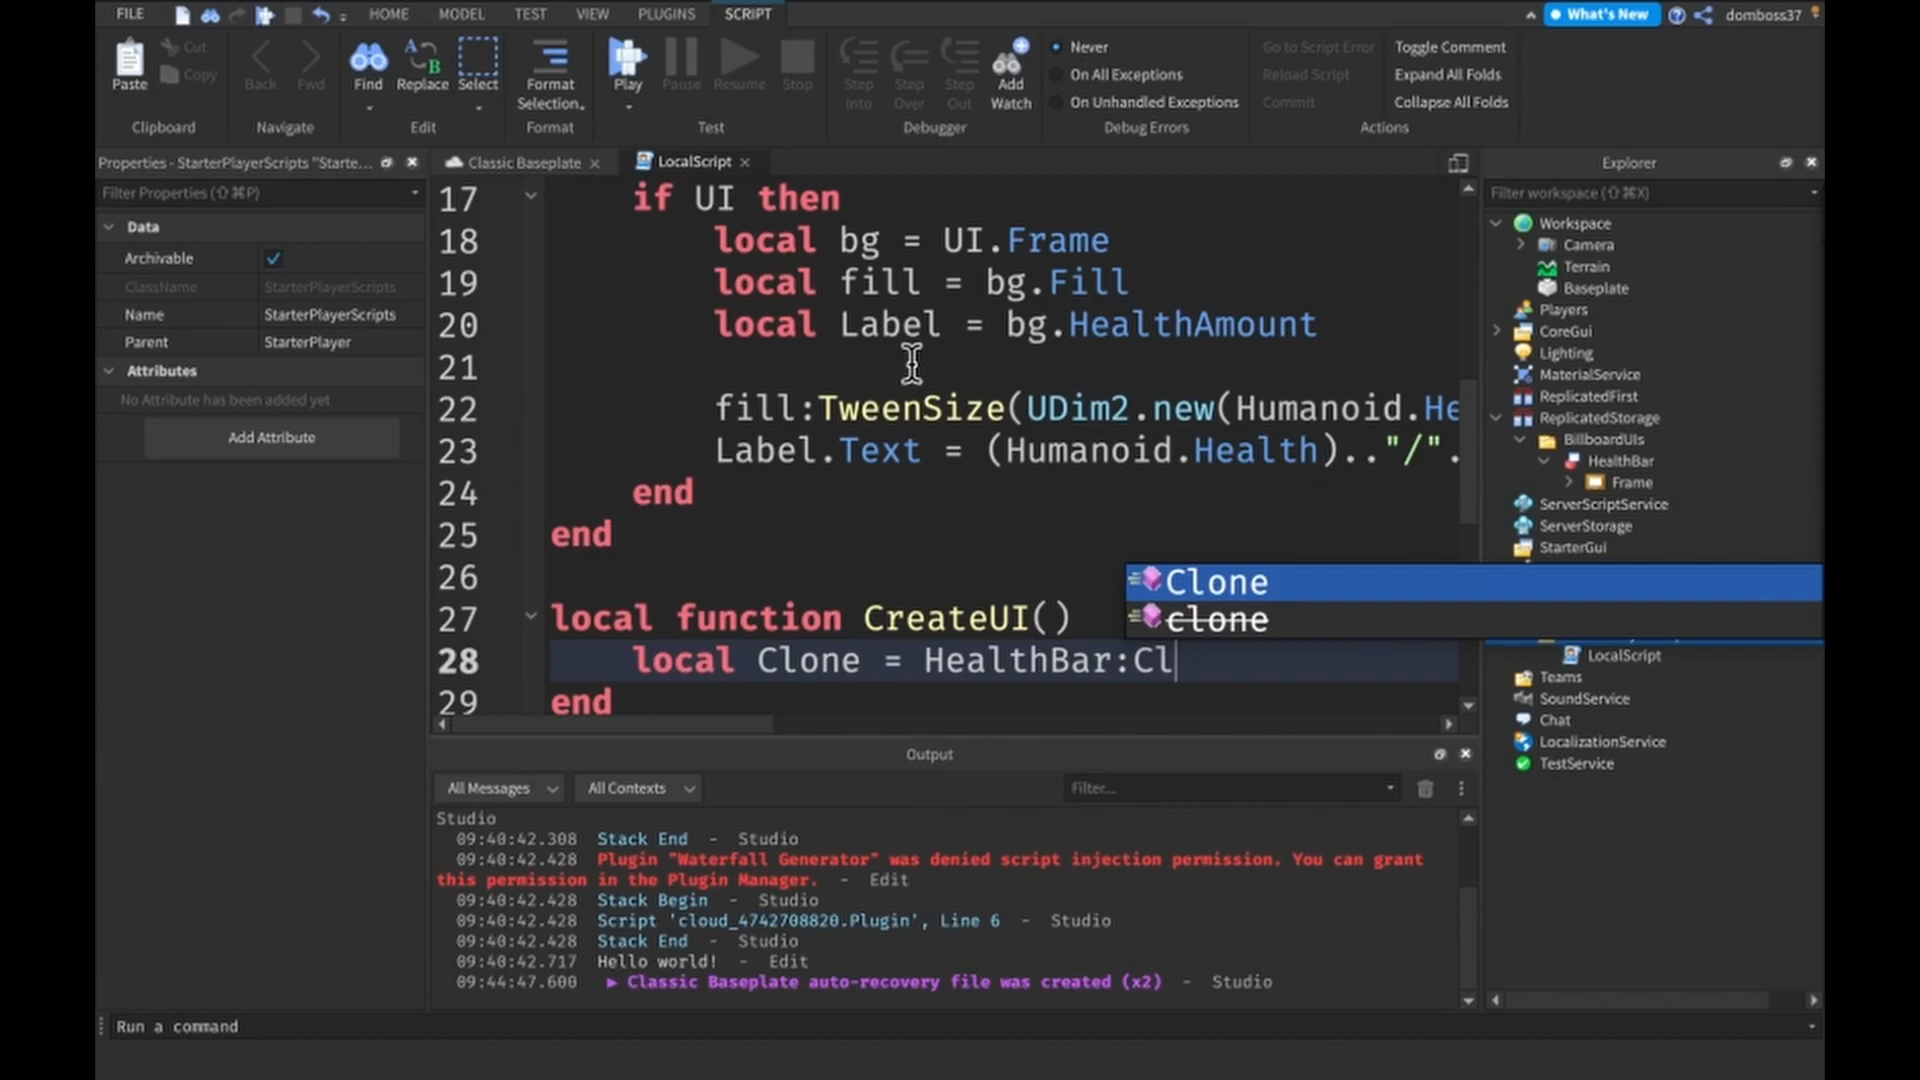 FILE HOME MODEL TEST VIEW PLUGINS SCRIPT What's New domboss37
Paste Cut Copy
Back Fwd
Find Replace Select
Format Selection
Play Pause Resume Stop
Step Into Step Over Step Out Add Watch
Never
On All Exceptions
On Unhandled Exceptions
Go to Script Error
Reload Script
Commit
Toggle Comment
Expand All Folds
Collapse All Folds
Clipboard Navigate Edit Format Test Debugger Debug Errors Actions
Properties - StarterPlayerScripts "Starte...
Filter Properties (⇧⌘P)
Data
Archivable
ClassName StarterPlayerScripts
Name StarterPlayerScripts
Parent StarterPlayer
Attributes
No Attribute has been added yet
Add Attribute
Classic Baseplate LocalScript
17 if UI then
18 local bg = UI.Frame
19 local fill = bg.Fill
20 local Label = bg.HealthAmount
21
22 fill:TweenSize(UDim2.new(Humanoid.He
23 Label.Text = (Humanoid.Health).."/".
24 end
25 end
26
27 local function CreateUI()
28 local Clone = HealthBar:Cl
29 end
Clone
clone
Output
All Messages All Contexts Filter...
Studio
09:40:42.308 Stack End - Studio
09:40:42.428 Plugin "Waterfall Generator" was denied script injection permission. You can grant
this permission in the Plugin Manager. - Edit
09:40:42.428 Stack Begin - Studio
09:40:42.428 Script 'cloud_4742708820.Plugin', Line 6 - Studio
09:40:42.428 Stack End - Studio
09:40:42.717 Hello world! - Edit
09:44:47.600 ▶ Classic Baseplate auto-recovery file was created (x2) - Studio
Explorer
Filter workspace (⇧⌘X)
Workspace
Camera
Terrain
Baseplate
Players
CoreGui
Lighting
MaterialService
ReplicatedFirst
ReplicatedStorage
BillboardUIs
HealthBar
Frame
ServerScriptService
ServerStorage
StarterGui
LocalScript
Teams
SoundService
Chat
LocalizationService
TestService
Run a command